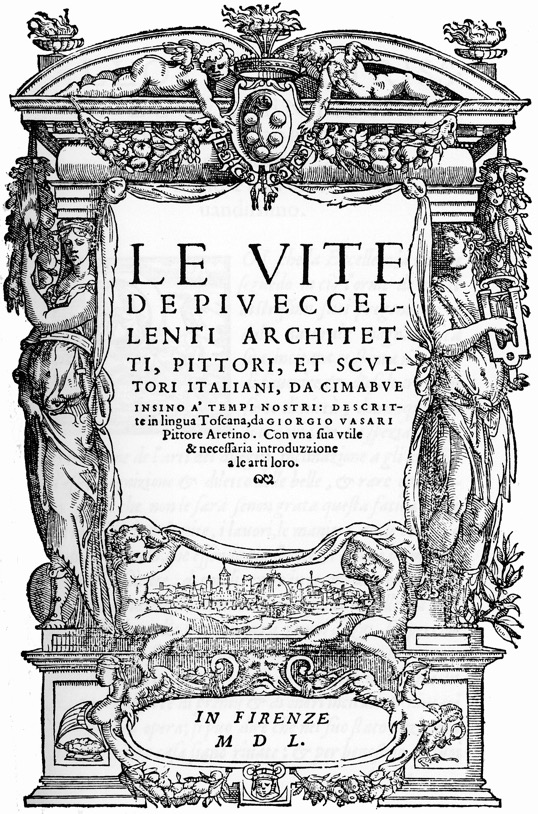 LE VITE
DE PIV ECCEL-
LENTI ARCHITET-
TI, PITTORI, ET SCVL-
TORI ITALIANI, DA CIMABVE
INSINO A' TEMPI NOSTRI: DESCRIT-
te in lingua Toscana, da GIORGIO VASARI
Pittore Aretino. Con vna ſua vtile
& neceſſaria introduzzione
a le arti loro.
IN FIRENZE
M D L.